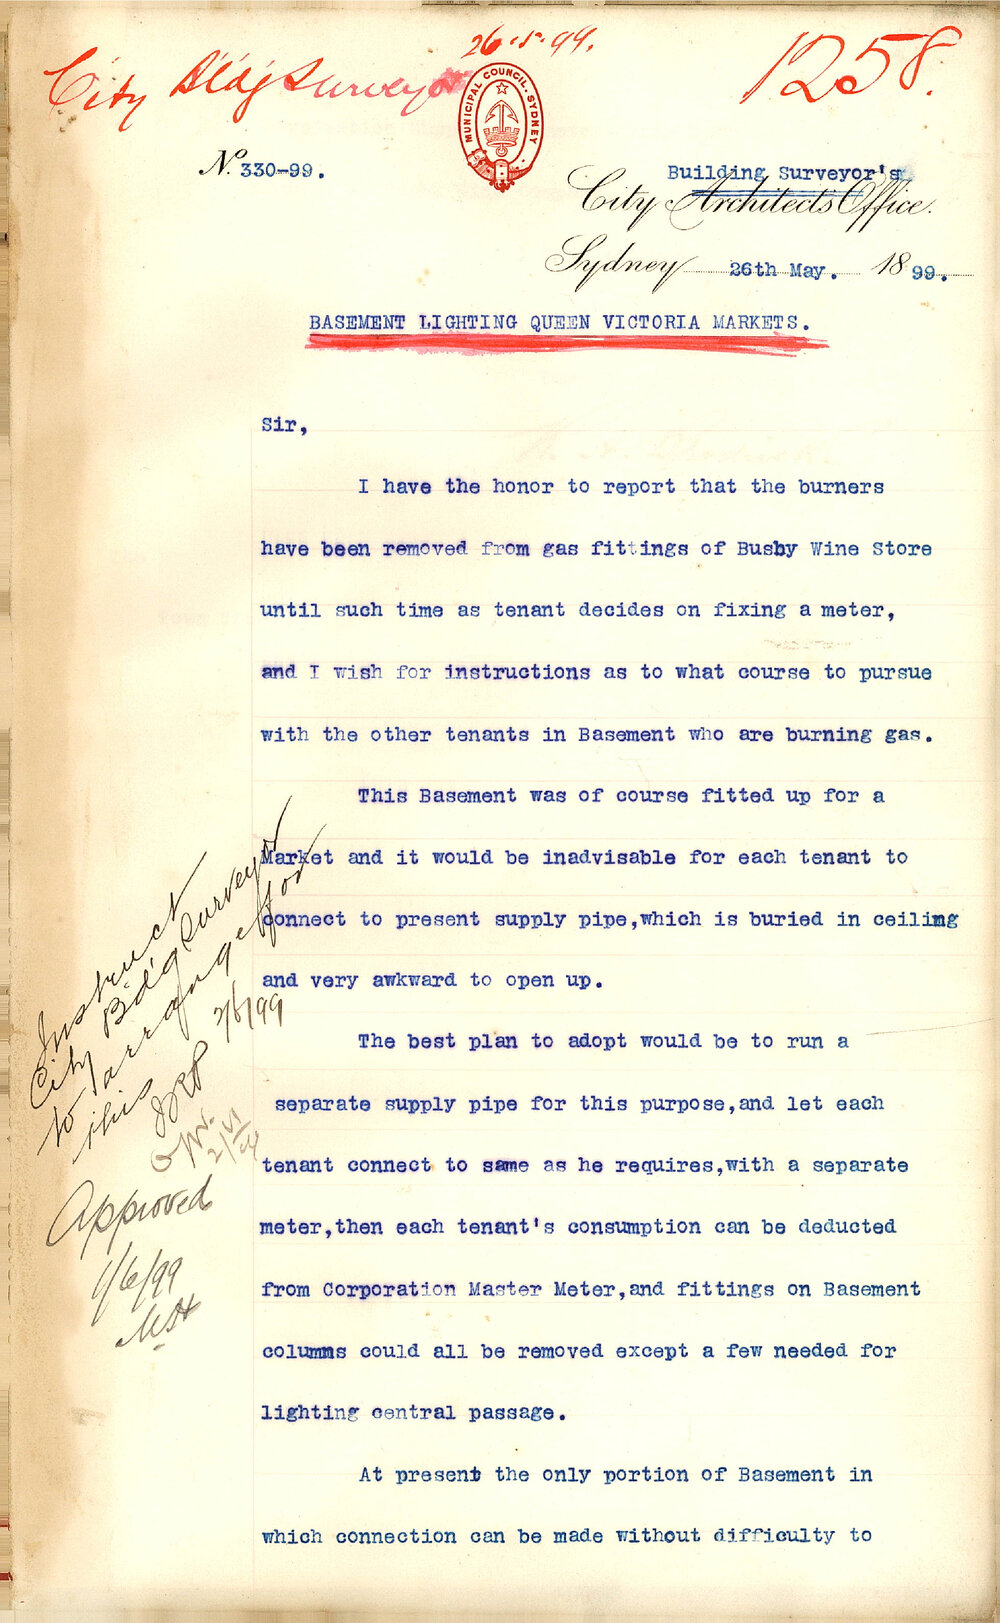 26.5.99.
City Bldg Surveyor
1258.
MUNICIPAL COUNCIL. SYDNEY
No. 330-99.
Building Surveyor's
City Architects Office.
Sydney 26th May. 1899.
BASEMENT LIGHTING QUEEN VICTORIA MARKETS.
Sir,
I have the honor to report that the burners
have been removed from gas fittings of Busby Wine Store
until such time as tenant decides on fixing a meter,
and I wish for instructions as to what course to pursue
with the other tenants in Basement who are burning gas.
This Basement was of course fitted up for a
Market and it would be inadvisable for each tenant to
connect to present supply pipe,which is buried in ceiling
and very awkward to open up.
The best plan to adopt would be to run a
separate supply pipe for this purpose,and let each
tenant connect to same as he requires,with a separate
meter,then each tenant's consumption can be deducted
from Corporation Master Meter,and fittings on Basement
columns could all be removed except a few needed for
lighting central passage.
At present the only portion of Basement in
which connection can be made without difficulty to
Instruct
City Bld'g Surveyor
to arrange for
this
2/6/99
Approved
1/6/99